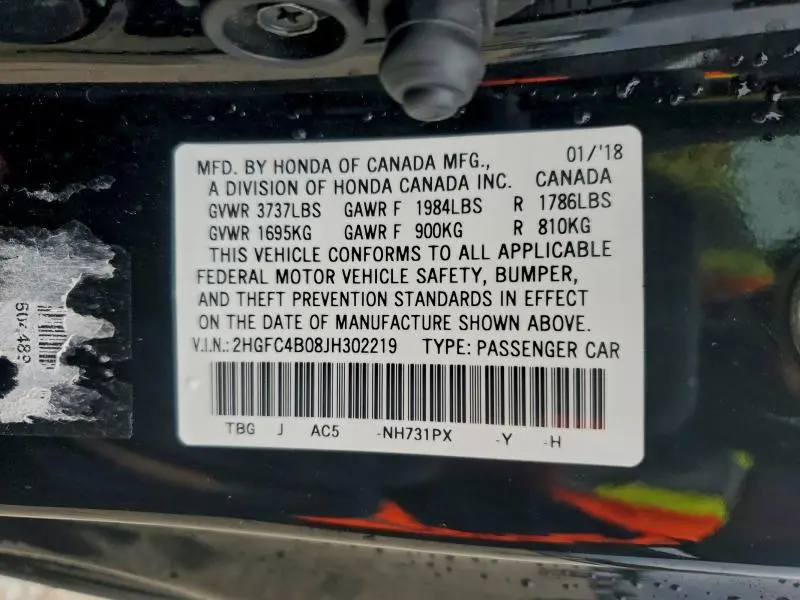 MFD. BY HONDA OF CANADA MFG., 01/'18
A DIVISION OF HONDA CANADA INC. CANADA
GVWR 3737LBS GAWR F 1984LBS R 1786LBS
GVWR 1695KG GAWR F 900KG R 810KG
THIS VEHICLE CONFORMS TO ALL APPLICABLE
FEDERAL MOTOR VEHICLE SAFETY, BUMPER,
AND THEFT PREVENTION STANDARDS IN EFFECT
ON THE DATE OF MANUFACTURE SHOWN ABOVE.
V.I.N.: 2HGFC4B08JH302219 TYPE: PASSENGER CAR
TBG J AC5 -NH731PX -Y -H